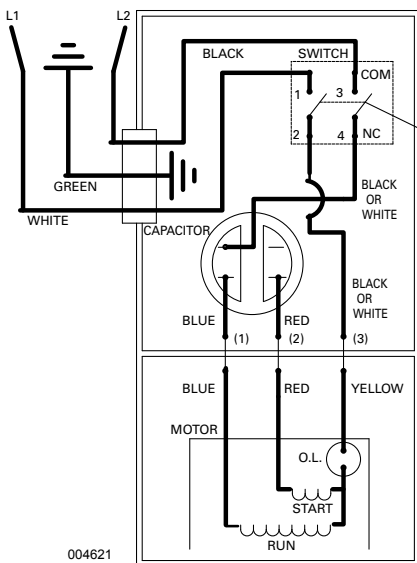 L1
L2
BLACK
SWITCH
COM
1
3
2
4
NC
GREEN
WHITE
CAPACITOR
BLACK
OR
WHITE
BLACK
OR
WHITE
BLUE
RED
(1)
(2)
(3)
BLUE
RED
YELLOW
MOTOR
O.L.
START
RUN
004621